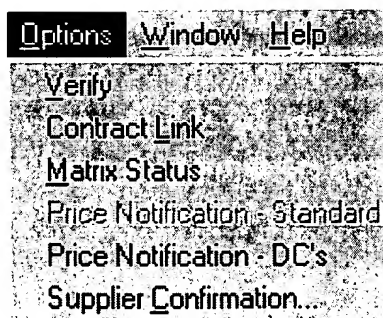 Options Window Help
Verify
Contract Link
Matrix Status
Price Notification - Standard
Price Notification - DC's
Supplier Confirmation...